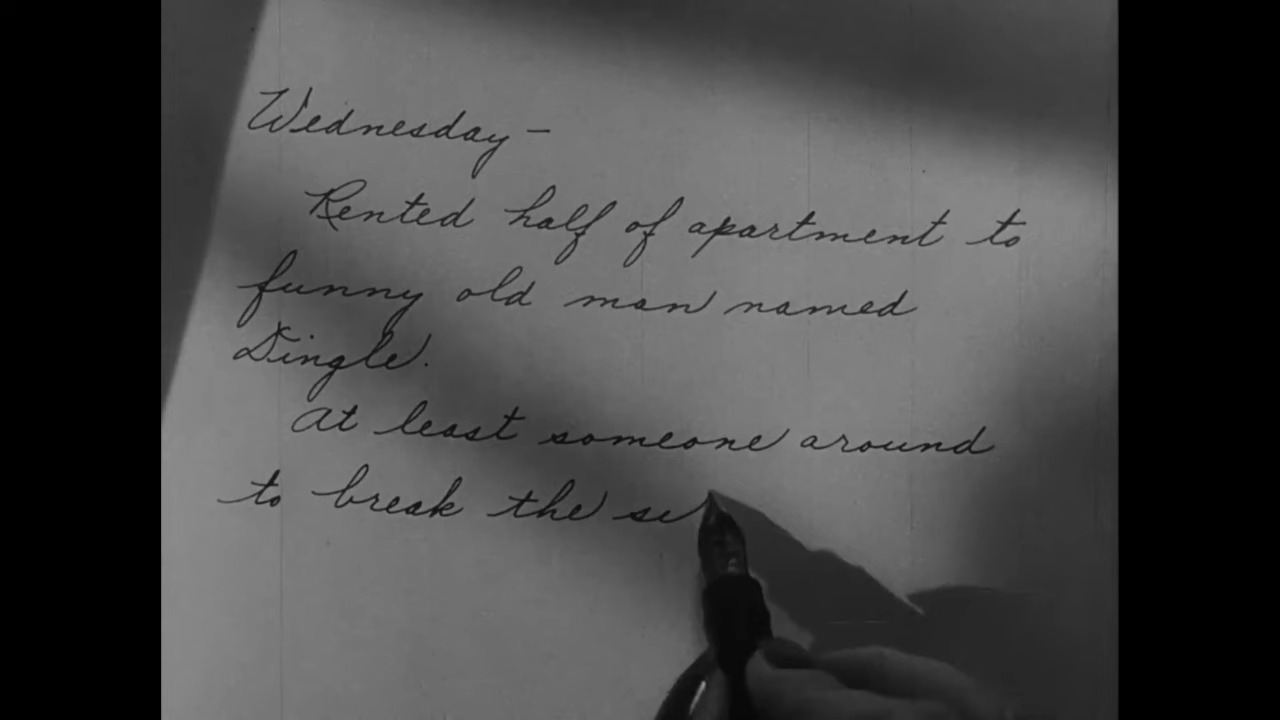 Wednesday –
Rented half of apartment to
funny old man named
Dingle.
At least someone around
to break the